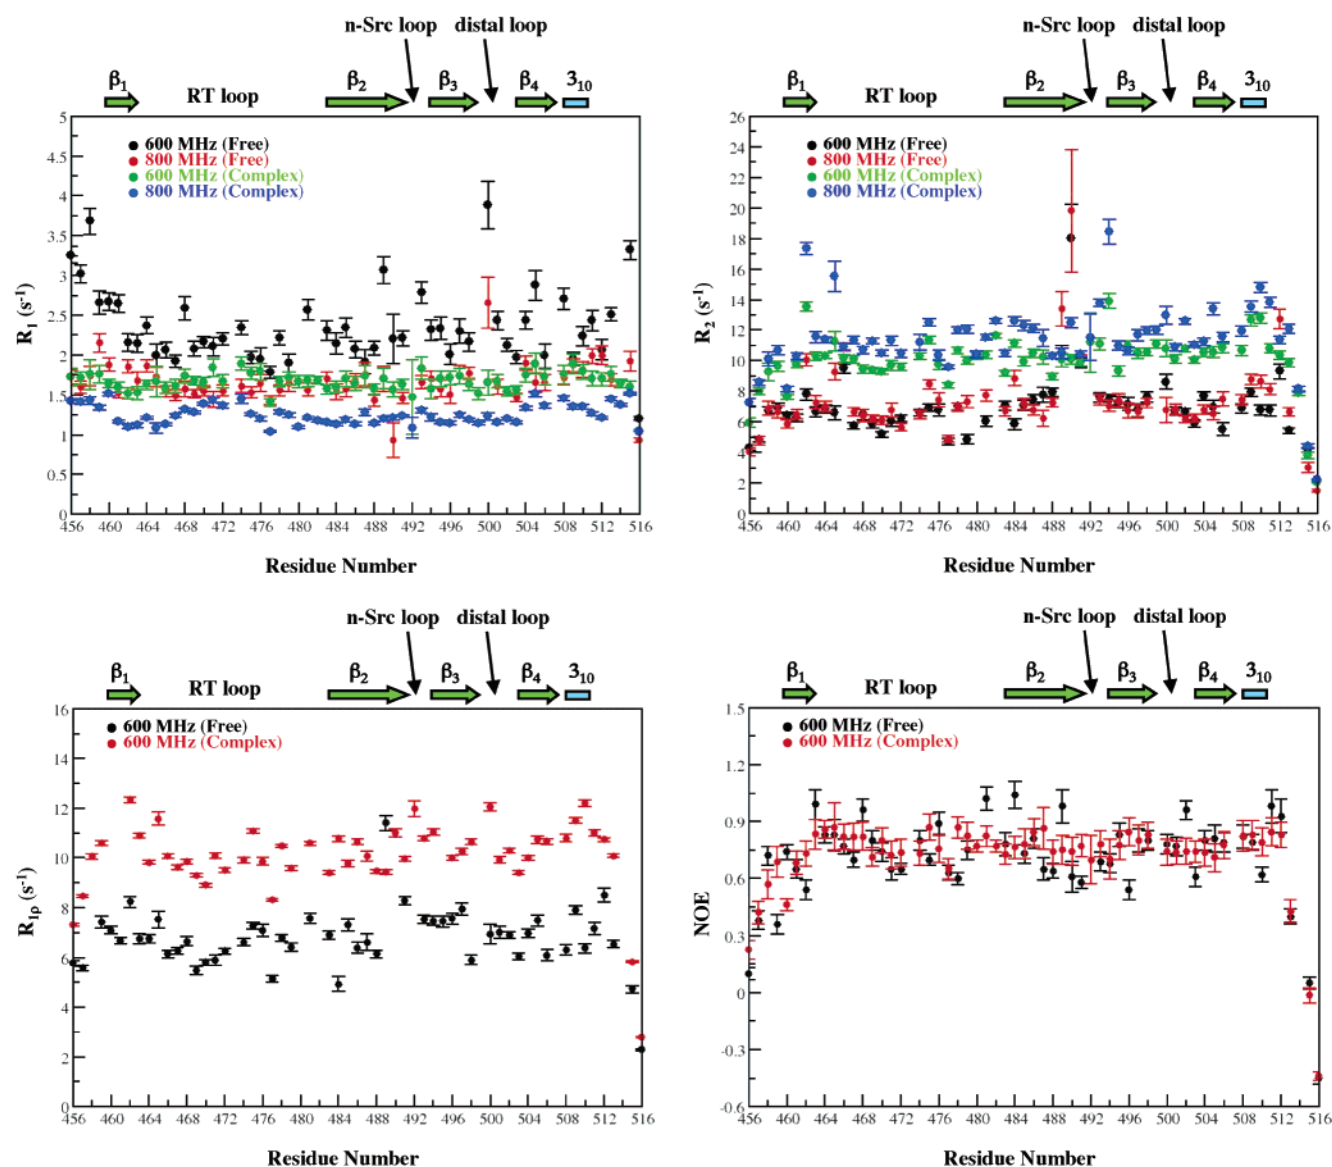 n-Src loop distal loop
β1 RT loop β2 β3 β4 310
5
4.5
4
3.5
3
2.5
2
1.5
1
0.5
0
R1 (s-1)
600 MHz (Free)
800 MHz (Free)
600 MHz (Complex)
800 MHz (Complex)
456 460 464 468 472 476 480 484 488 492 496 500 504 508 512 516
Residue Number
n-Src loop distal loop
β1 RT loop β2 β3 β4 310
26
24
22
20
18
16
14
12
10
8
6
4
2
0
R2 (s-1)
600 MHz (Free)
800 MHz (Free)
600 MHz (Complex)
800 MHz (Complex)
456 460 464 468 472 476 480 484 488 492 496 500 504 508 512 516
Residue Number
n-Src loop distal loop
β1 RT loop β2 β3 β4 310
16
14
12
10
8
6
4
2
0
R1ρ (s-1)
600 MHz (Free)
600 MHz (Complex)
456 460 464 468 472 476 480 484 488 492 496 500 504 508 512 516
Residue Number
n-Src loop distal loop
β1 RT loop β2 β3 β4 310
1.5
1.2
0.9
0.6
0.3
0
-0.3
-0.6
NOE
600 MHz (Free)
600 MHz (Complex)
456 460 464 468 472 476 480 484 488 492 496 500 504 508 512 516
Residue Number